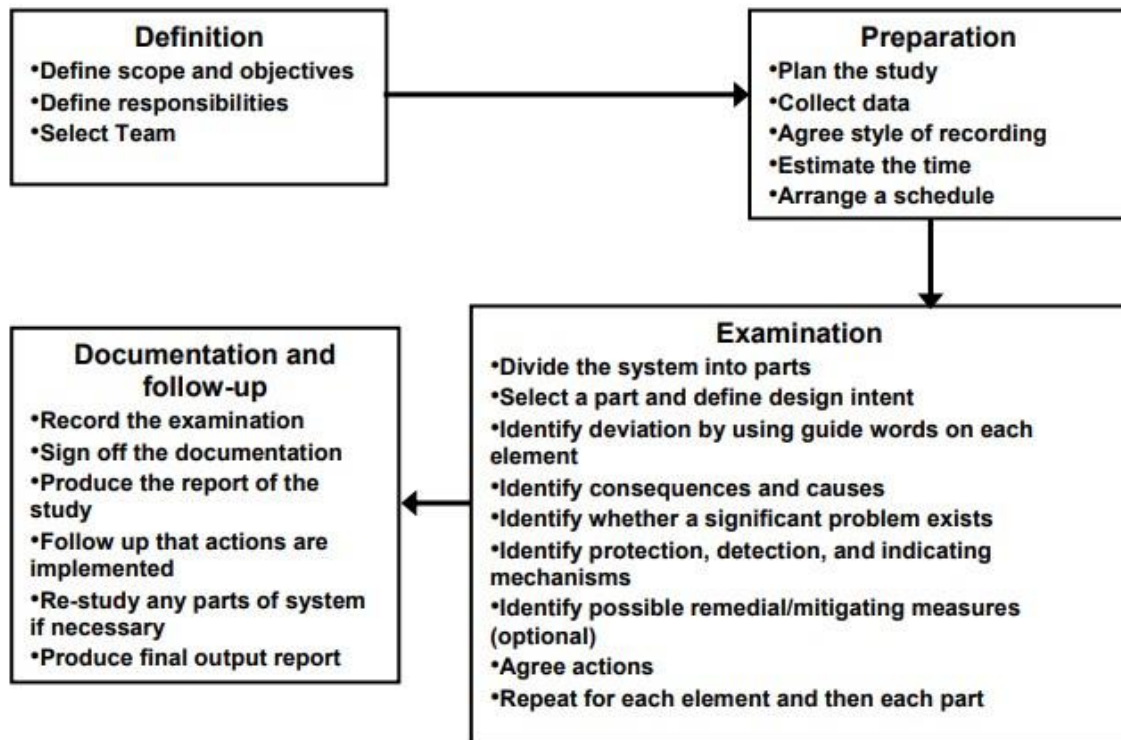 Definition
•Define scope and objectives
•Define responsibilities
•Select Team
Preparation
•Plan the study
•Collect data
•Agree style of recording
•Estimate the time
•Arrange a schedule
Examination
•Divide the system into parts
•Select a part and define design intent
•Identify deviation by using guide words on each
element
•Identify consequences and causes
•Identify whether a significant problem exists
•Identify protection, detection, and indicating
mechanisms
•Identify possible remedial/mitigating measures
(optional)
•Agree actions
•Repeat for each element and then each part
Documentation and
follow-up
•Record the examination
•Sign off the documentation
•Produce the report of the
study
•Follow up that actions are
implemented
•Re-study any parts of system
if necessary
•Produce final output report